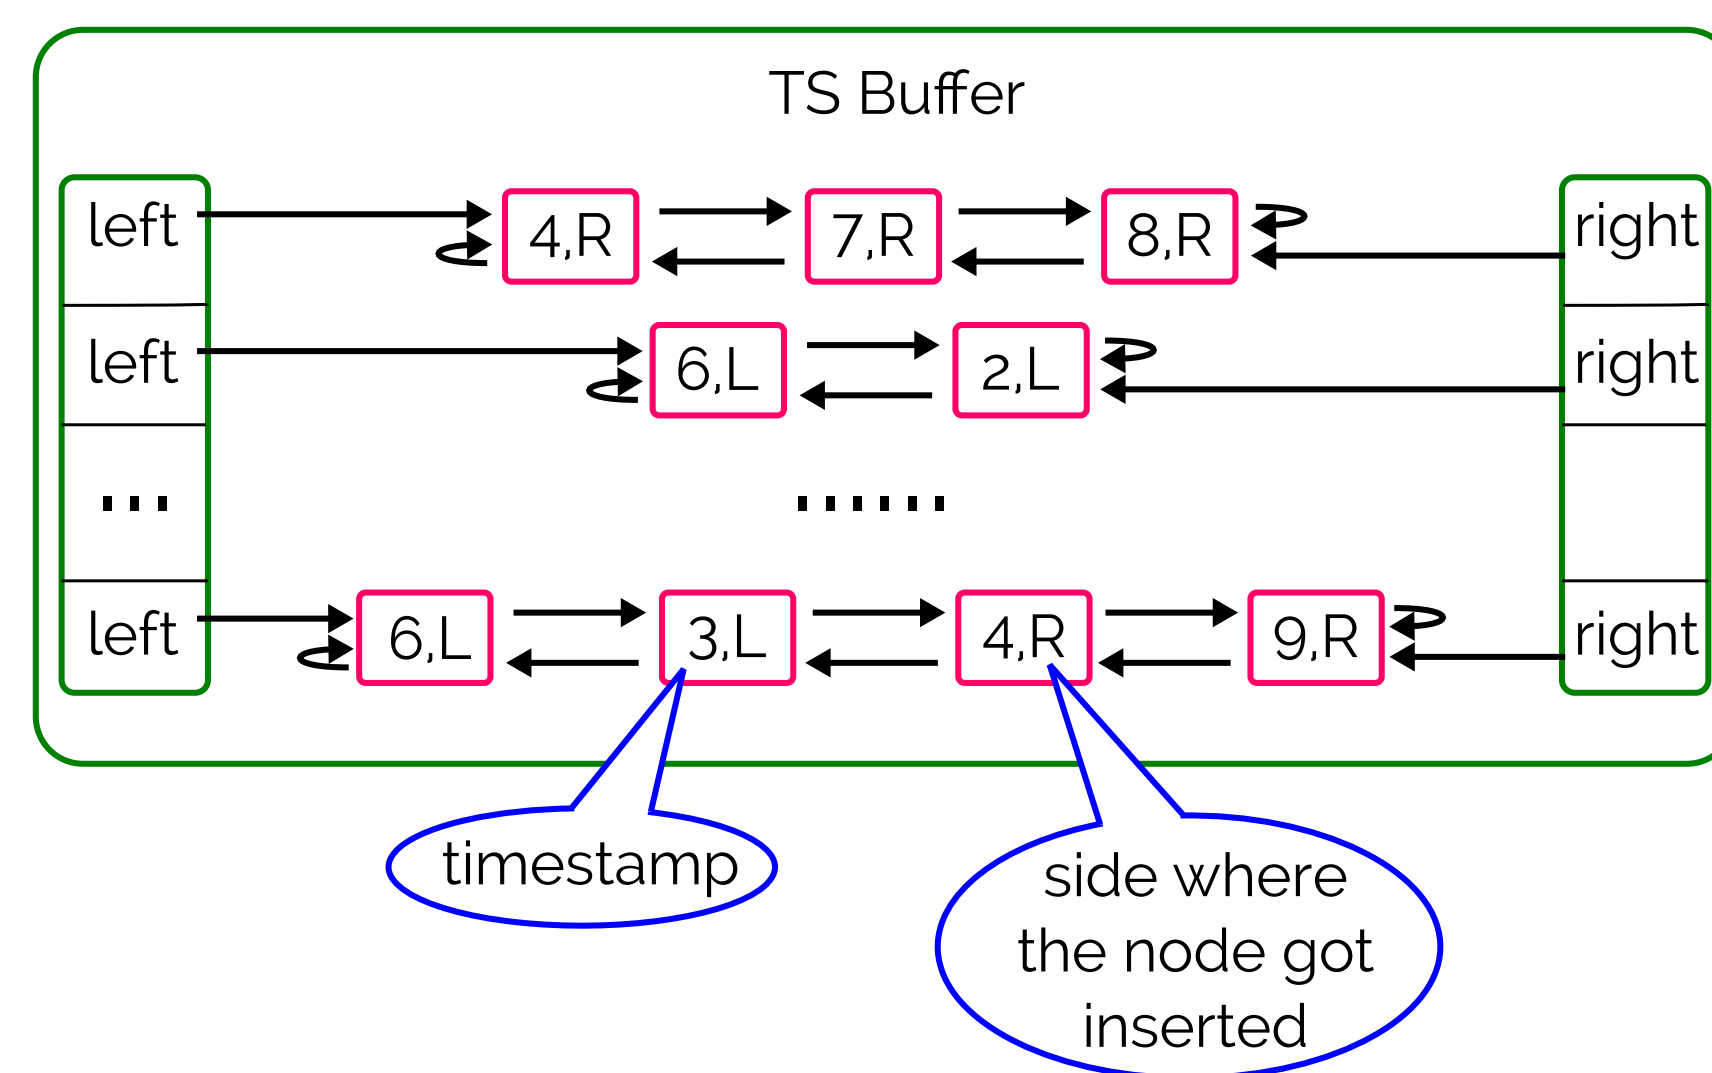 TS Buffer
left 4,R 7,R 8,R right
left 6,L 2,L right
left 6,L 3,L 4,R 9,R right
timestamp
side where
the node got
inserted